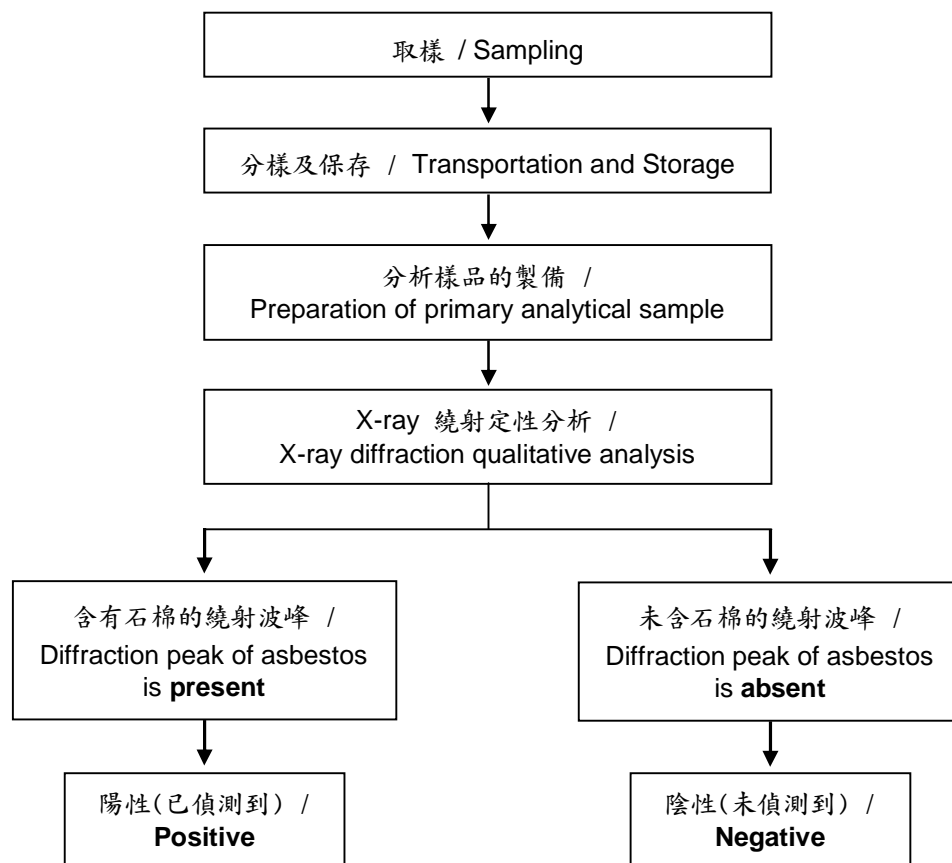 取樣 / Sampling
分樣及保存 / Transportation and Storage
分析樣品的製備 /
Preparation of primary analytical sample
X-ray 繞射定性分析 /
X-ray diffraction qualitative analysis
含有石棉的繞射波峰 /
Diffraction peak of asbestos
is present
未含石棉的繞射波峰 /
Diffraction peak of asbestos
is absent
陽性(已偵測到) /
Positive
陰性(未偵測到) /
Negative